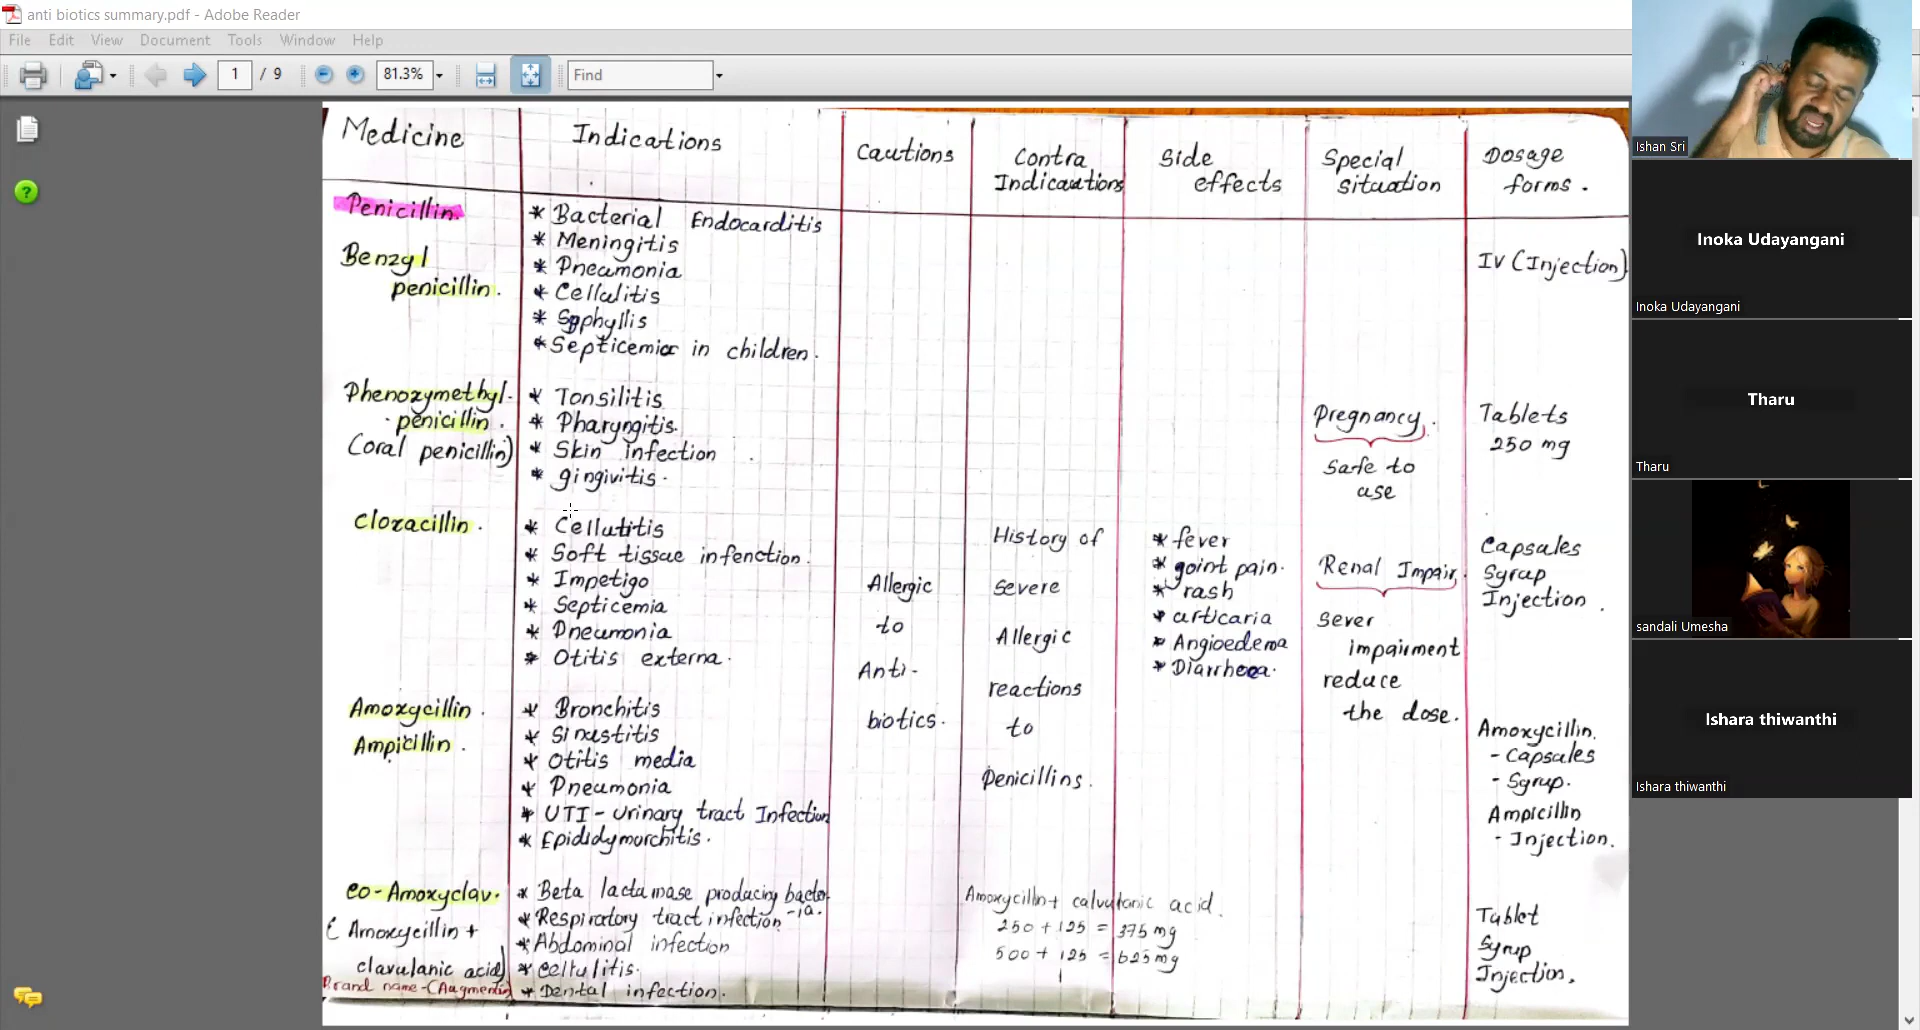 anti biotics summary.pdf - Adobe Reader
File Edit View Document Tools Window Help
1 / 9 81.3% Find
Medicine
Indications
Cautions
Contra
Indicautions
Side
effects
Special
situation
Dosage
forms .
Penicillin.
Benzyl
penicillin.
* Bacterial Endocarditis
* Meningitis
* Pneamonia
* Cellulitis
* Syphyllis
* Septicemia in children.
IV (Injection)
Phenoxymethyl-
penicillin.
(oral penicillin)
* Tonsilitis
* Pharyngitis.
* Skin infection
* gingivitis.
Pregnancy.
Safe to
use
Tablets
250 mg
Cloxacillin.
* Cellutitis
* Soft tissue infenction.
* Impetigo
* Septicemia
* Pneumonia
* Otitis externa.
Allergic
to
Anti-
biotics.
History of
severe
Allergic
reactions
to
Penicillins.
* fever
* goint pain.
* rash
* urticaria
* Angioedema
* Diarrhoea.
Renal Impair.
Sever
impairment
reduce
the dose.
Capsules
Syrup
Injection.
Amoxycillin.
Ampicillin.
* Bronchitis
* Sinustitis
* Otitis media
* Pneumonia
* UTI - Urinary tract Infection
* Epididymorchitis.
Amoxycillin.
- Capsules
- Syrup.
Ampicillin
- Injection.
Co-Amoxyclav.
( Amoxycillin +
clavulanic acid)
Brand name-(Augmentin)
* Beta lactamase producing bacter-
-ia.
* Respiratory tract infection
* Abdominal infection
* Cellulitis.
* Dental infection.
Amoxycillin + calvulanic acid.
250 + 125 = 375 mg
500 + 125 = 625 mg
Tablet
Syrup
Injection.
Ishan Sri
Inoka Udayangani
Inoka Udayangani
Tharu
Tharu
sandali Umesha
Ishara thiwanthi
Ishara thiwanthi